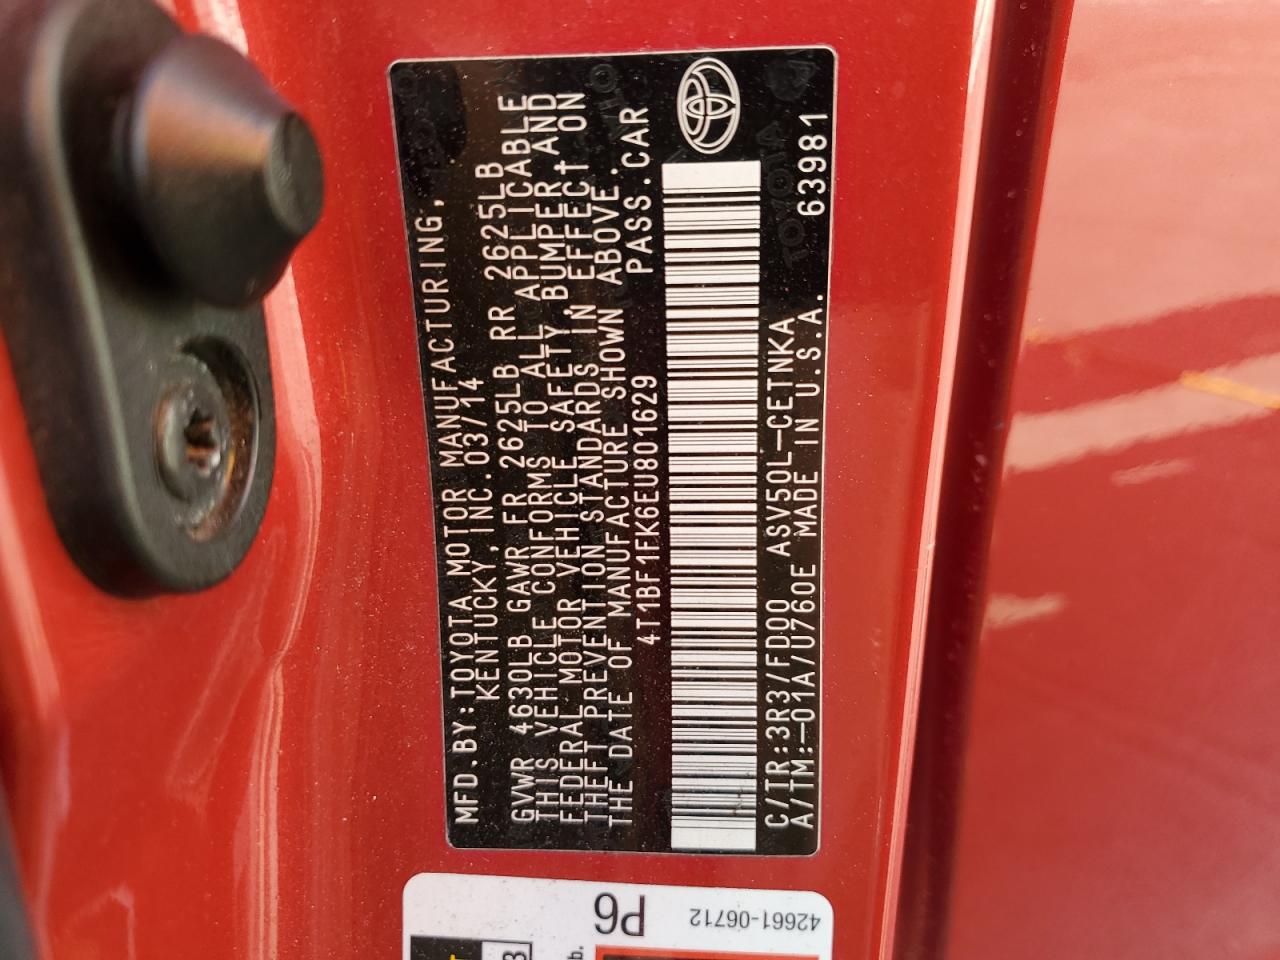 MFD.BY:TOYOTA MOTOR MANUFACTURING,
KENTUCKY, INC. 03/14
GVWR 4630LB GAWR FR 2625LB RR 2625LB
THIS VEHICLE CONFORMS TO ALL APPLICABLE
FEDERAL MOTOR VEHICLE SAFETY, BUMPER AND
THEFT PREVENTION STANDARDS IN EFFECT ON
THE DATE OF MANUFACTURE SHOWN ABOVE.
4T1BF1FK6EU801629 PASS.CAR
C/TR:3R3/FD00 ASV50L-CETNKA 63981
A/TM:-01A/U760E MADE IN U.S.A.
P6
42661-06712